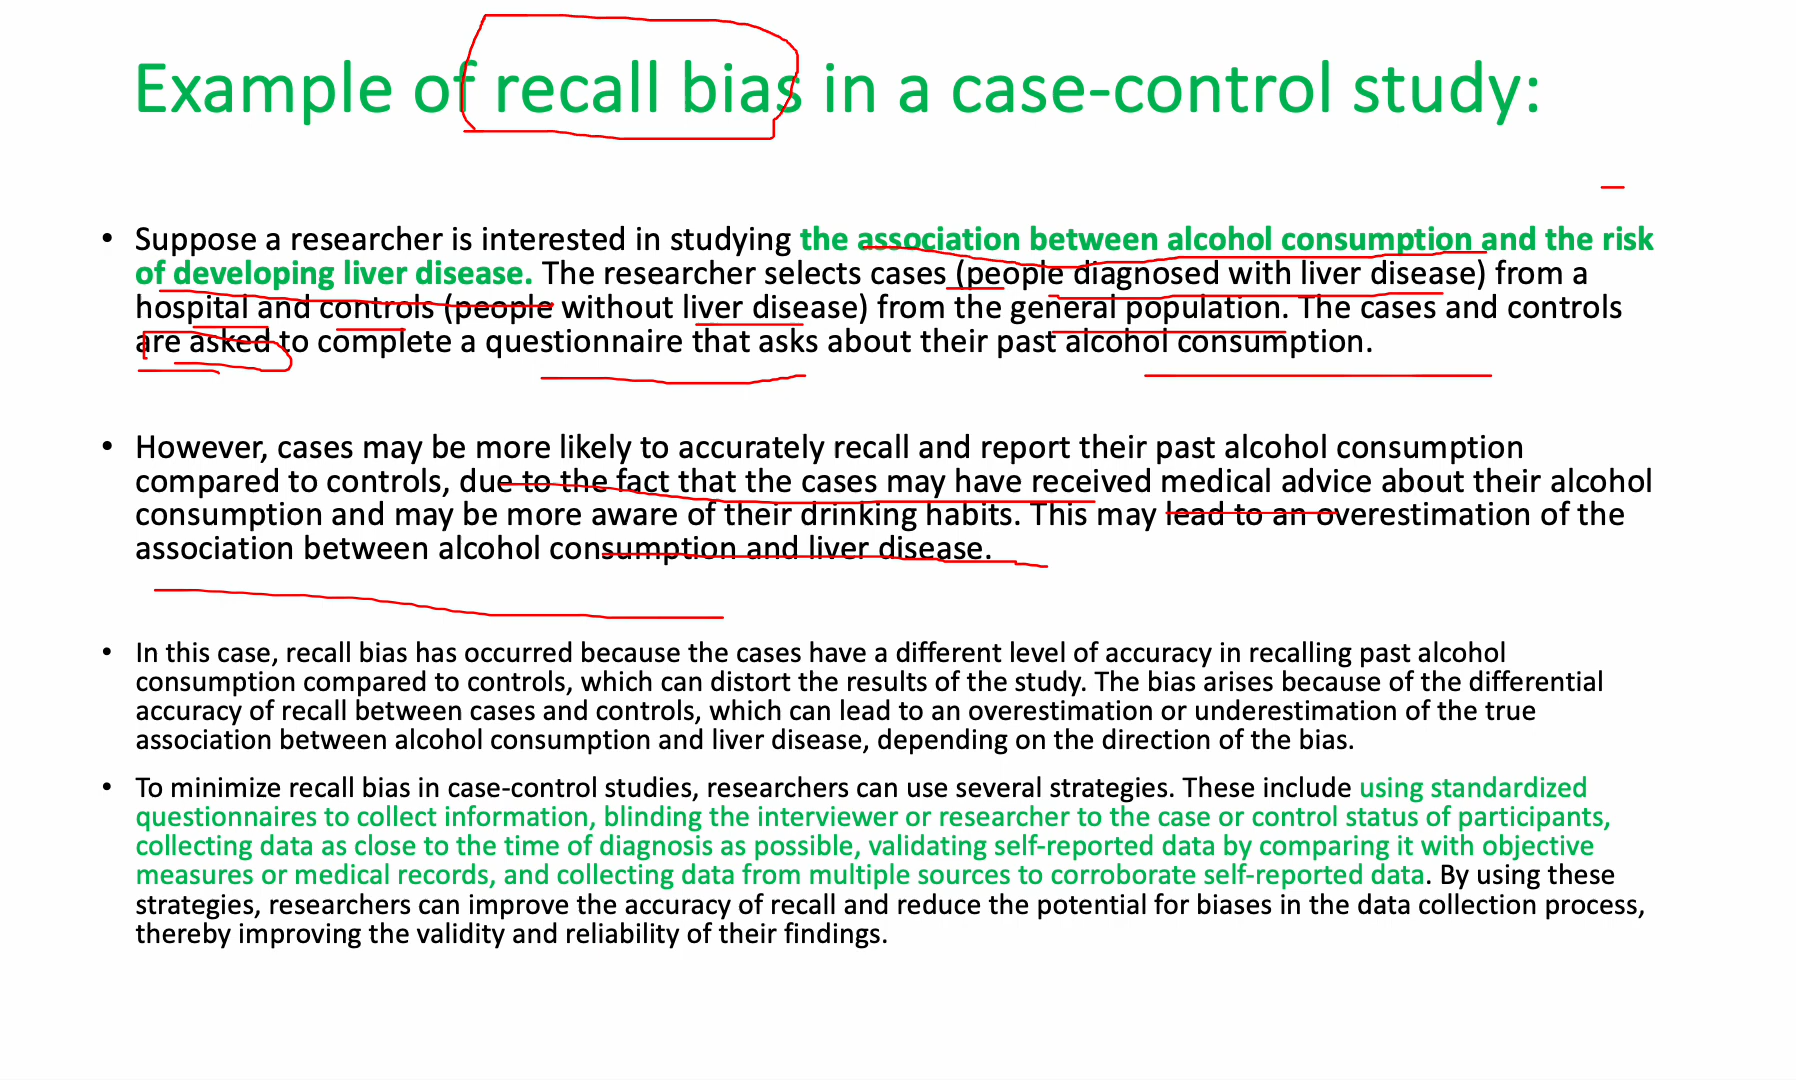 Example of recall bias in a case-control study:
• Suppose a researcher is interested in studying the association between alcohol consumption and the risk
of developing liver disease. The researcher selects cases (people diagnosed with liver disease) from a
hospital and controls (people without liver disease) from the general population. The cases and controls
are asked to complete a questionnaire that asks about their past alcohol consumption.
• However, cases may be more likely to accurately recall and report their past alcohol consumption
compared to controls, due to the fact that the cases may have received medical advice about their alcohol
consumption and may be more aware of their drinking habits. This may lead to an overestimation of the
association between alcohol consumption and liver disease.
• In this case, recall bias has occurred because the cases have a different level of accuracy in recalling past alcohol
consumption compared to controls, which can distort the results of the study. The bias arises because of the differential
accuracy of recall between cases and controls, which can lead to an overestimation or underestimation of the true
association between alcohol consumption and liver disease, depending on the direction of the bias.
• To minimize recall bias in case-control studies, researchers can use several strategies. These include using standardized
questionnaires to collect information, blinding the interviewer or researcher to the case or control status of participants,
collecting data as close to the time of diagnosis as possible, validating self-reported data by comparing it with objective
measures or medical records, and collecting data from multiple sources to corroborate self-reported data. By using these
strategies, researchers can improve the accuracy of recall and reduce the potential for biases in the data collection process,
thereby improving the validity and reliability of their findings.